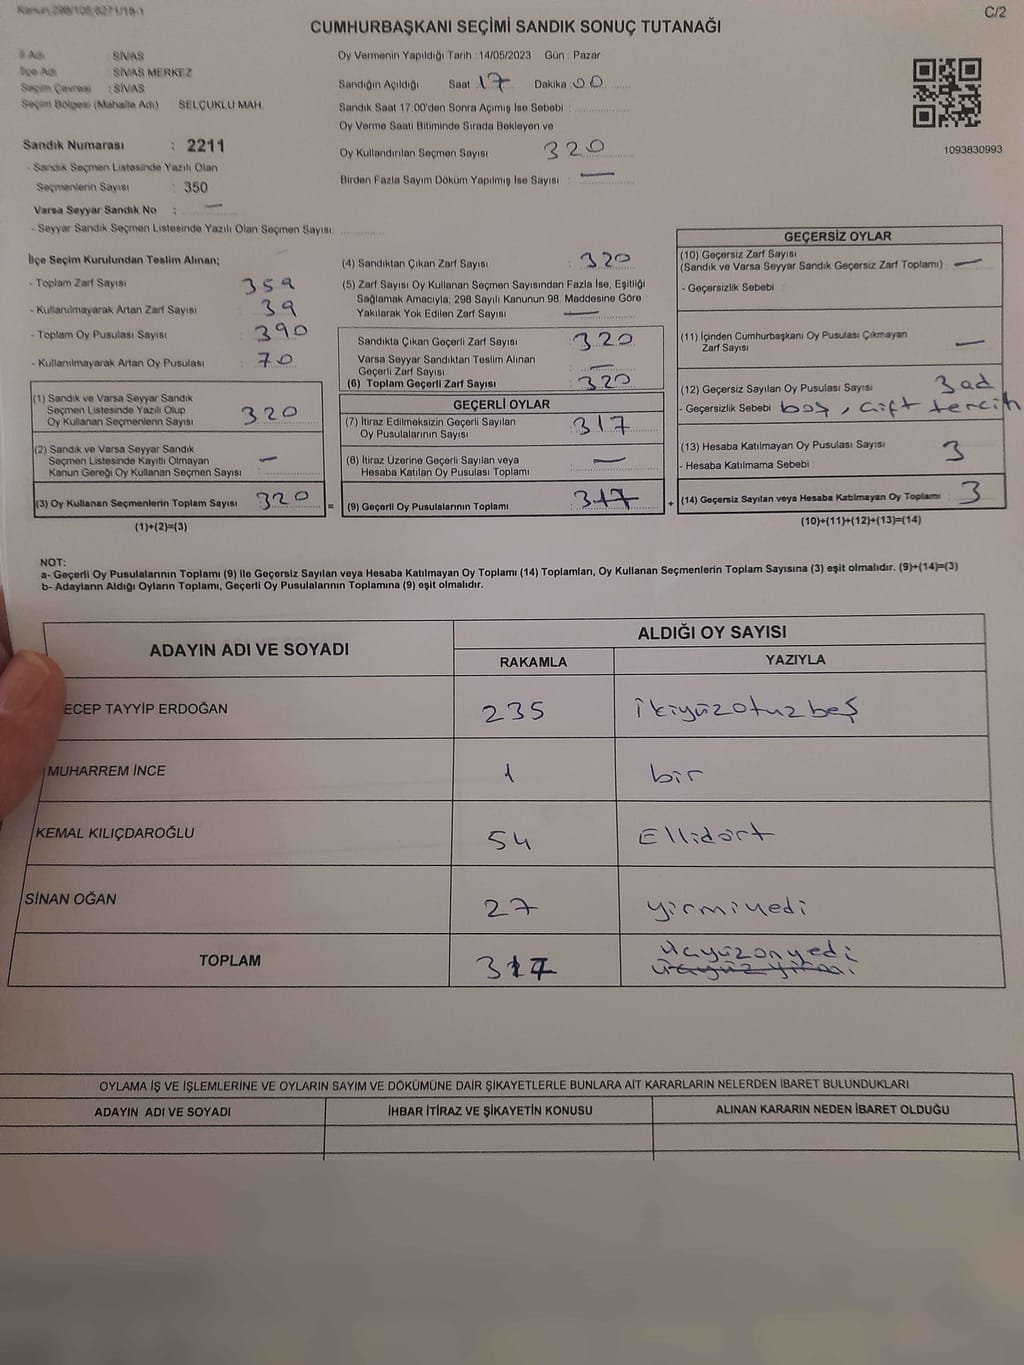 Kanun:298/105,6271/18-1
C/2
CUMHURBAŞKANI SEÇİMİ SANDIK SONUÇ TUTANAĞI
İl Adı : SİVAS
İlçe Adı : SİVAS MERKEZ
Seçim Çevresi : SİVAS
Seçim Bölgesi (Mahalle Adı) SELÇUKLU MAH.
Oy Vermenin Yapıldığı Tarih : 14/05/2023 Gün : Pazar
Sandığın Açıldığı Saat 17 Dakika 00
Sandık Saat 17:00'den Sonra Açımış İse Sebebi :
Oy Verme Saati Bitiminde Sırada Bekleyen ve
Oy Kullandırılan Seçmen Sayısı 320
Birden Fazla Sayım Döküm Yapılmış İse Sayısı : —
1093830993
Sandık Numarası : 2211
- Sandık Seçmen Listesinde Yazılı Olan
Seçmenlerin Sayısı : 350
Varsa Seyyar Sandık No : —
- Seyyar Sandık Seçmen Listesinde Yazılı Olan Seçmen Sayısı:
İlçe Seçim Kurulundan Teslim Alınan;
- Toplam Zarf Sayısı 359
- Kullanılmayarak Artan Zarf Sayısı 39
- Toplam Oy Pusulası Sayısı 390
- Kullanılmayarak Artan Oy Pusulası 70
(1) Sandık ve Varsa Seyyar Sandık
Seçmen Listesinde Yazılı Olup
Oy Kullanan Seçmenlerin Sayısı 320
(2) Sandık ve Varsa Seyyar Sandık
Seçmen Listesinde Kayıtlı Olmayan
Kanun Gereği Oy Kullanan Seçmen Sayısı : —
(3) Oy Kullanan Seçmenlerin Toplam Sayısı 320 =
(1)+(2)=(3)
(4) Sandıktan Çıkan Zarf Sayısı : 320
(5) Zarf Sayısı Oy Kullanan Seçmen Sayısından Fazla İse, Eşitliği
Sağlamak Amacıyla; 298 Sayılı Kanunun 98. Maddesine Göre
Yakılarak Yok Edilen Zarf Sayısı : —
Sandıkta Çıkan Geçerli Zarf Sayısı : 320
Varsa Seyyar Sandıktan Teslim Alınan
Geçerli Zarf Sayısı : —
(6) Toplam Geçerli Zarf Sayısı : 320
GEÇERLİ OYLAR
(7) İtiraz Edilmeksizin Geçerli Sayılan
Oy Pusulalarının Sayısı : 317
(8) İtiraz Üzerine Geçerli Sayılan veya
Hesaba Katılan Oy Pusulası Toplamı : —
(9) Geçerli Oy Pusulalarının Toplamı : 317 +
GEÇERSİZ OYLAR
(10) Geçersiz Zarf Sayısı
(Sandık ve Varsa Seyyar Sandık Geçersiz Zarf Toplamı) : —
- Geçersizlik Sebebi :
(11) İçinden Cumhurbaşkanı Oy Pusulası Çıkmayan
Zarf Sayısı —
(12) Geçersiz Sayılan Oy Pusulası Sayısı 3 ad
- Geçersizlik Sebebi boş, çift tercih
(13) Hesaba Katılmayan Oy Pusulası Sayısı 3
- Hesaba Katılmama Sebebi :
(14) Geçersiz Sayılan veya Hesaba Katılmayan Oy Toplamı : 3
(10)+(11)+(12)+(13)=(14)
NOT:
a- Geçerli Oy Pusulalarının Toplamı (9) ile Geçersiz Sayılan veya Hesaba Katılmayan Oy Toplamı (14) Toplamları, Oy Kullanan Seçmenlerin Toplam Sayısına (3) eşit olmalıdır. (9)+(14)=(3)
b- Adayların Aldığı Oyların Toplamı, Geçerli Oy Pusulalarının Toplamına (9) eşit olmalıdır.
ADAYIN ADI VE SOYADI
ALDIĞI OY SAYISI
RAKAMLA YAZIYLA
ECEP TAYYİP ERDOĞAN 235 ikiyüzotuzbeş
MUHARREM İNCE 1 bir
KEMAL KILIÇDAROĞLU 54 Ellidört
SİNAN OĞAN 27 yirmiyedi
TOPLAM 317 üçyüzonyedi
üçyüz yirmi
OYLAMA İŞ VE İŞLEMLERİNE VE OYLARIN SAYIM VE DÖKÜMÜNE DAİR ŞİKAYETLERLE BUNLARA AİT KARARLARIN NELERDEN İBARET BULUNDUKLARI
ADAYIN ADI VE SOYADI İHBAR İTİRAZ VE ŞİKAYETİN KONUSU ALINAN KARARIN NEDEN İBARET OLDUĞU